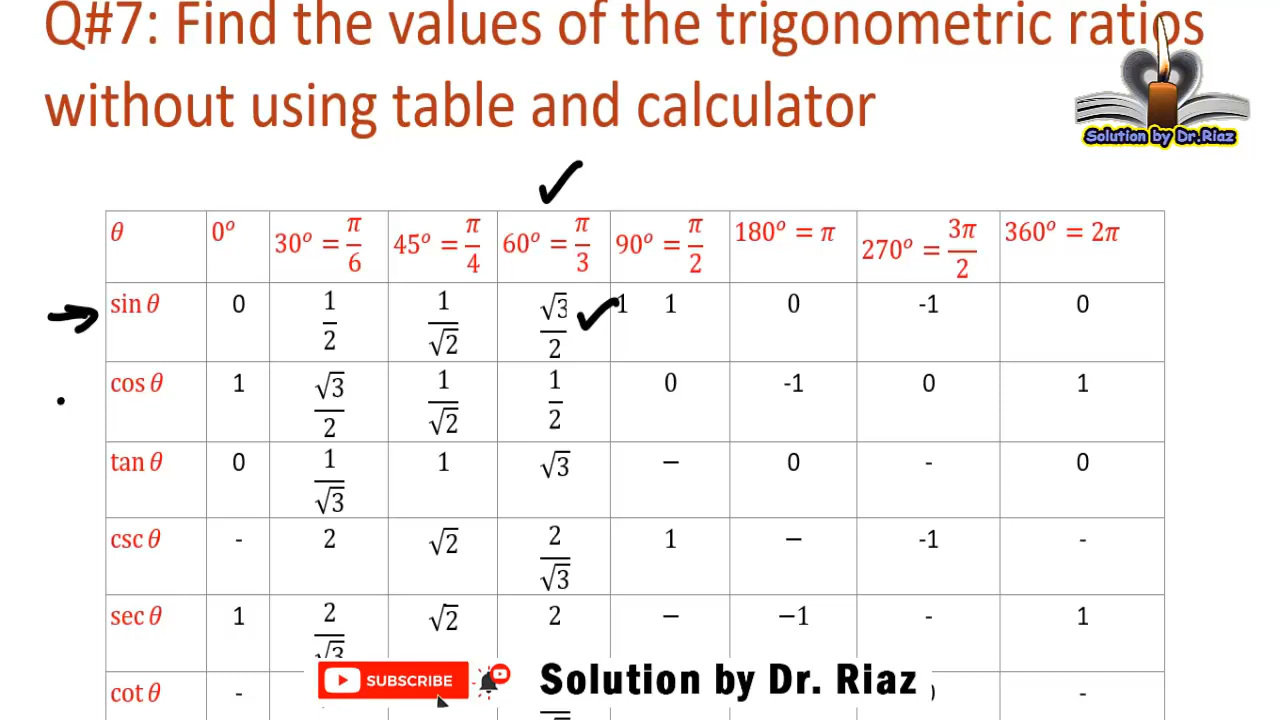 Q#7: Find the values of the trigonometric ratios
without using table and calculator
Solution by Dr.Riaz
θ 0° 30° = π/6 45° = π/4 60° = π/3 90° = π/2 180° = π 270° = 3π/2 360° = 2π
sin θ 0 1/2 1/√2 √3/2 1 1 0 -1 0
cos θ 1 √3/2 1/√2 1/2 0 -1 0 1
tan θ 0 1/√3 1 √3 − 0 - 0
csc θ - 2 √2 2/√3 1 − -1 -
sec θ 1 2/√3 √2 2 − −1 - 1
cot θ - -
SUBSCRIBE
Solution by Dr. Riaz